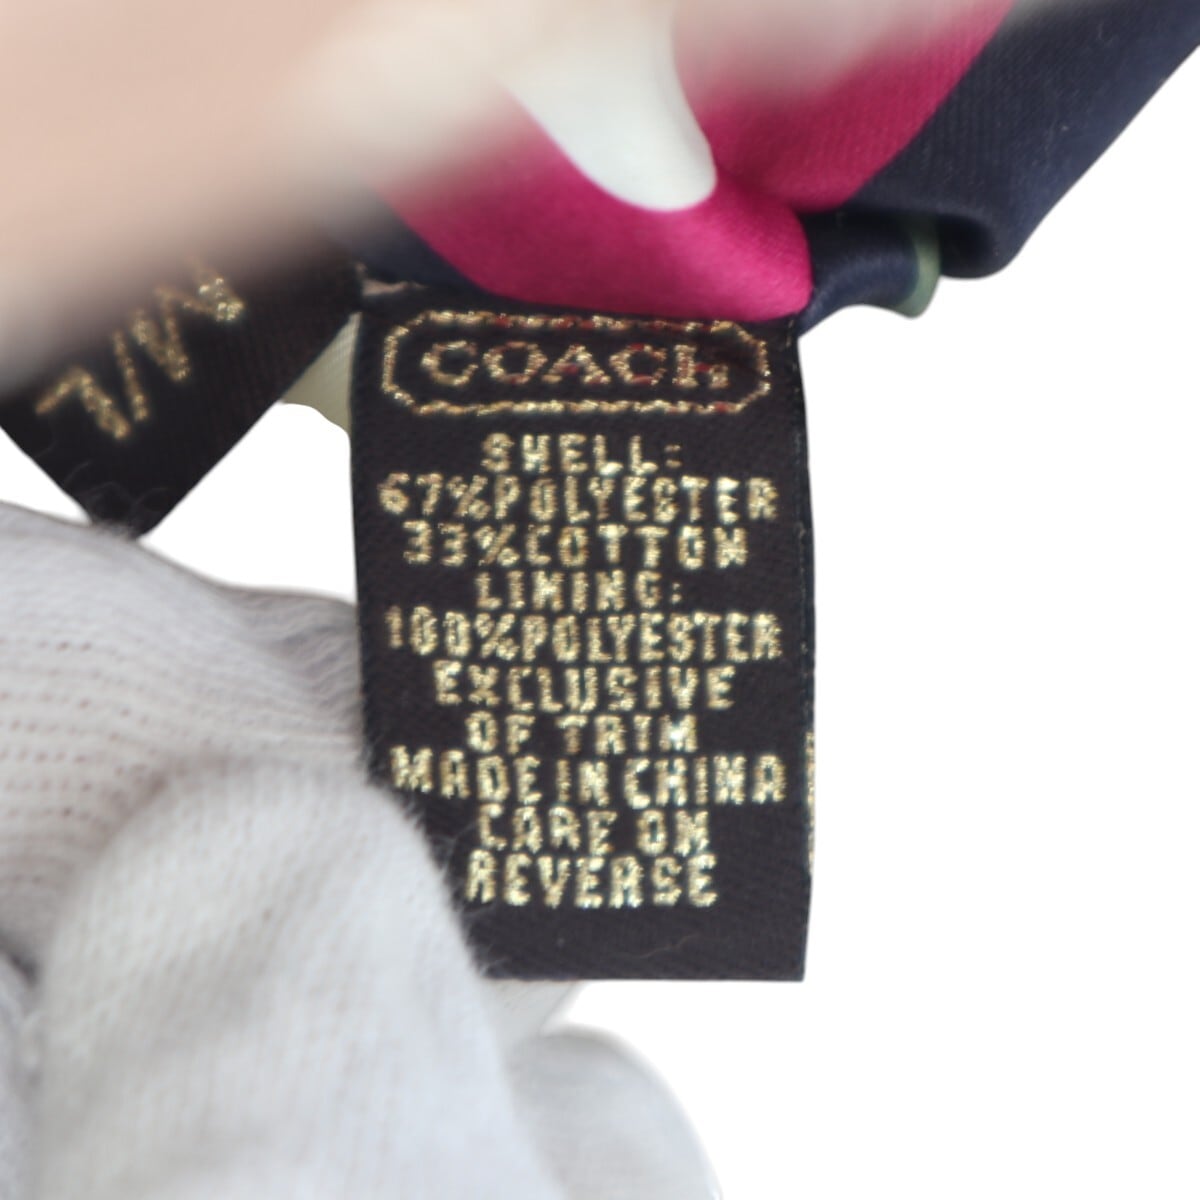 M/L
COACH
SHELL:
67%POLYESTER
33%COTTON
LINING:
100%POLYESTER
EXCLUSIVE
OF TRIM
MADE IN CHINA
CARE ON
REVERSE